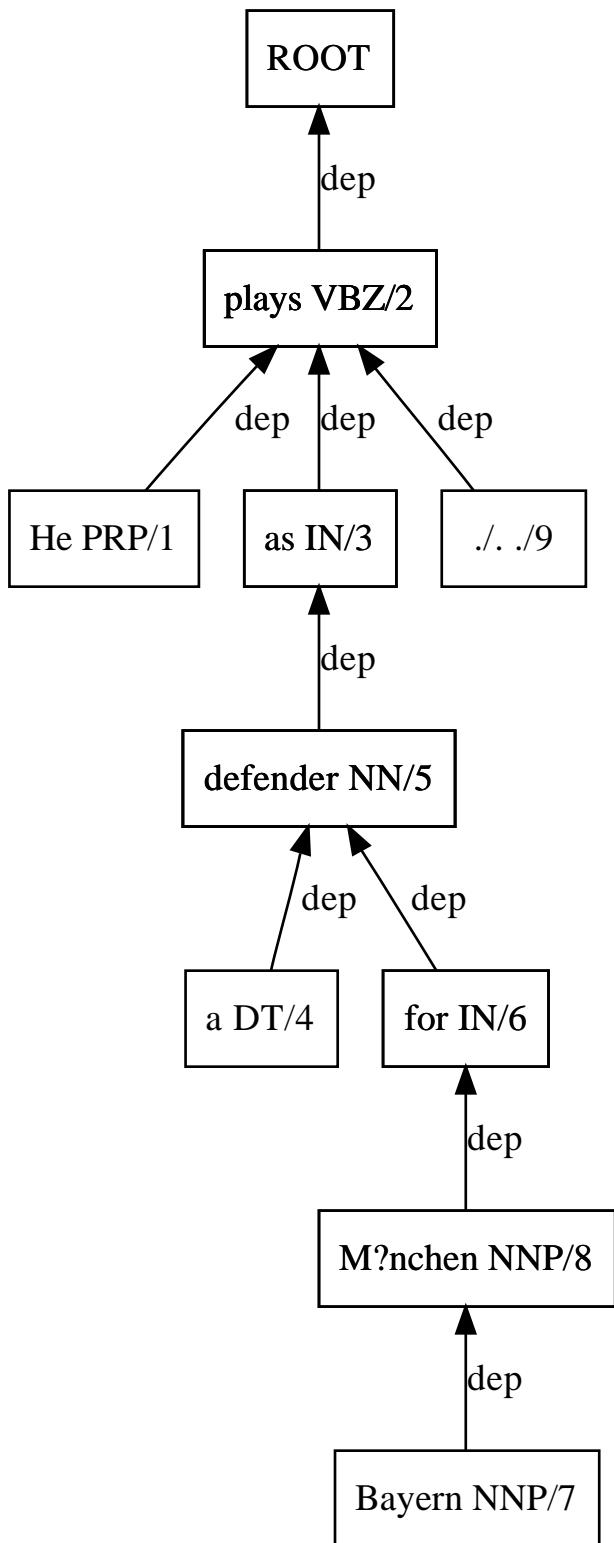 ROOT
dep
plays VBZ/2
dep dep dep
He PRP/1 as IN/3 ./. ./9
dep
defender NN/5
dep dep
a DT/4 for IN/6
dep
M?nchen NNP/8
dep
Bayern NNP/7